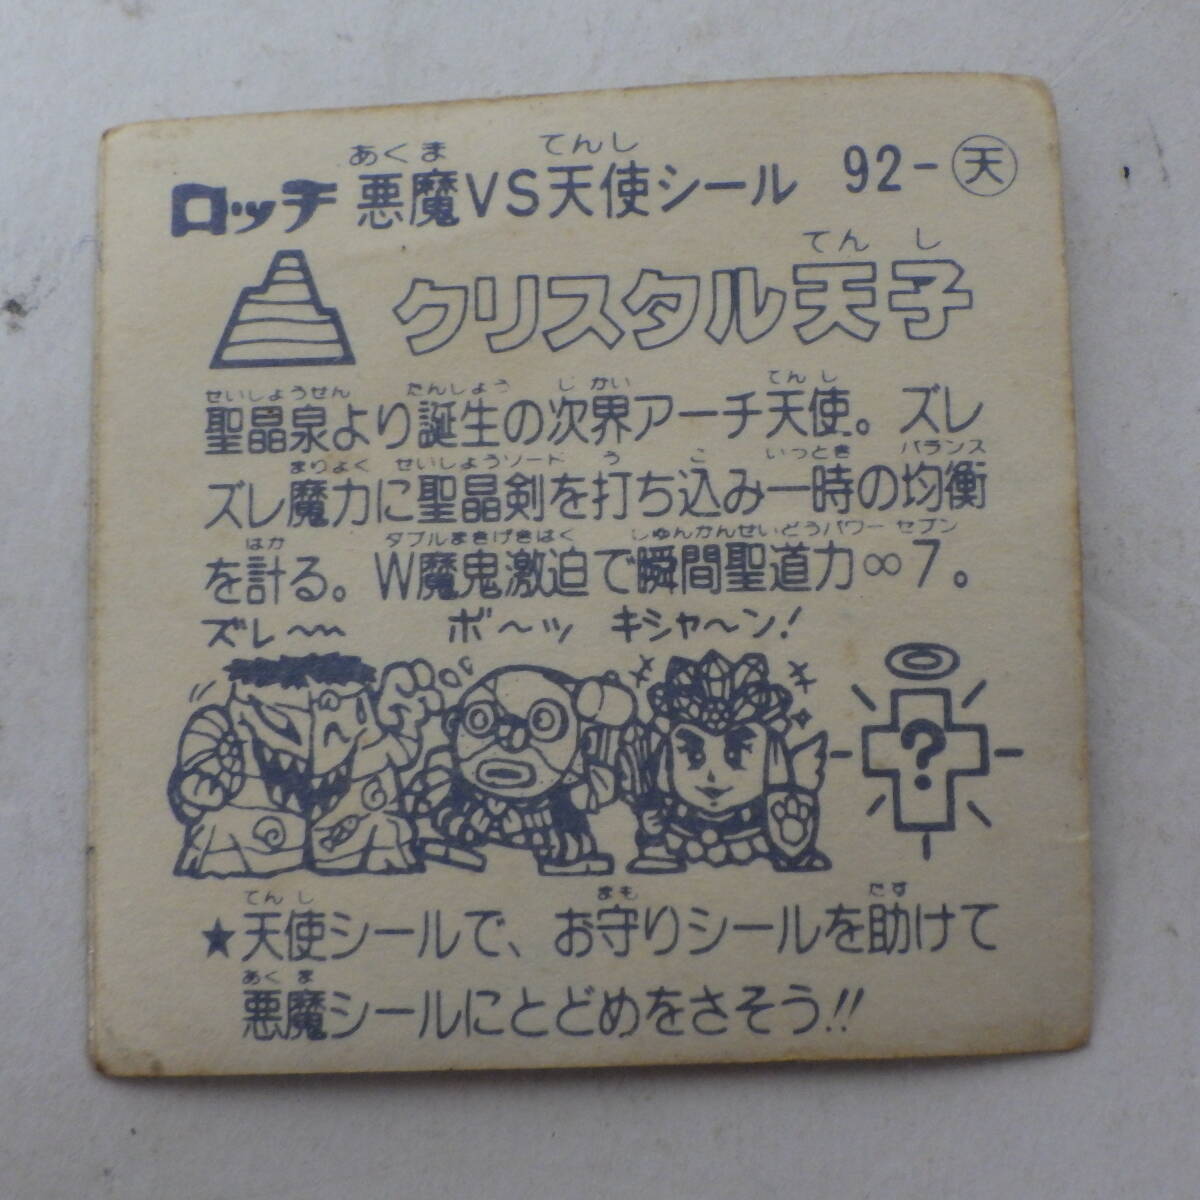 あくま てんし
ロッチ 悪魔VS天使シール 92-天
てん し
クリスタル天子
せいしょうせん たんじょう じ かい てん し
聖晶泉より誕生の次界アーチ天使。ズレ
まりょく せいしょうソード う こ いっとき バランス
ズレ魔力に聖晶剣を打ち込み一時の均衡
はか ダブルまきげきはく しゅんかんせいどうパワー セブン
を計る。W魔鬼激迫で瞬間聖道力∞7。
ズレ〜〜 ボ〜ッ キシャ〜ン!
?
てん し まも たす
★天使シールで、お守りシールを助けて
あく ま
悪魔シールにとどめをさそう!!